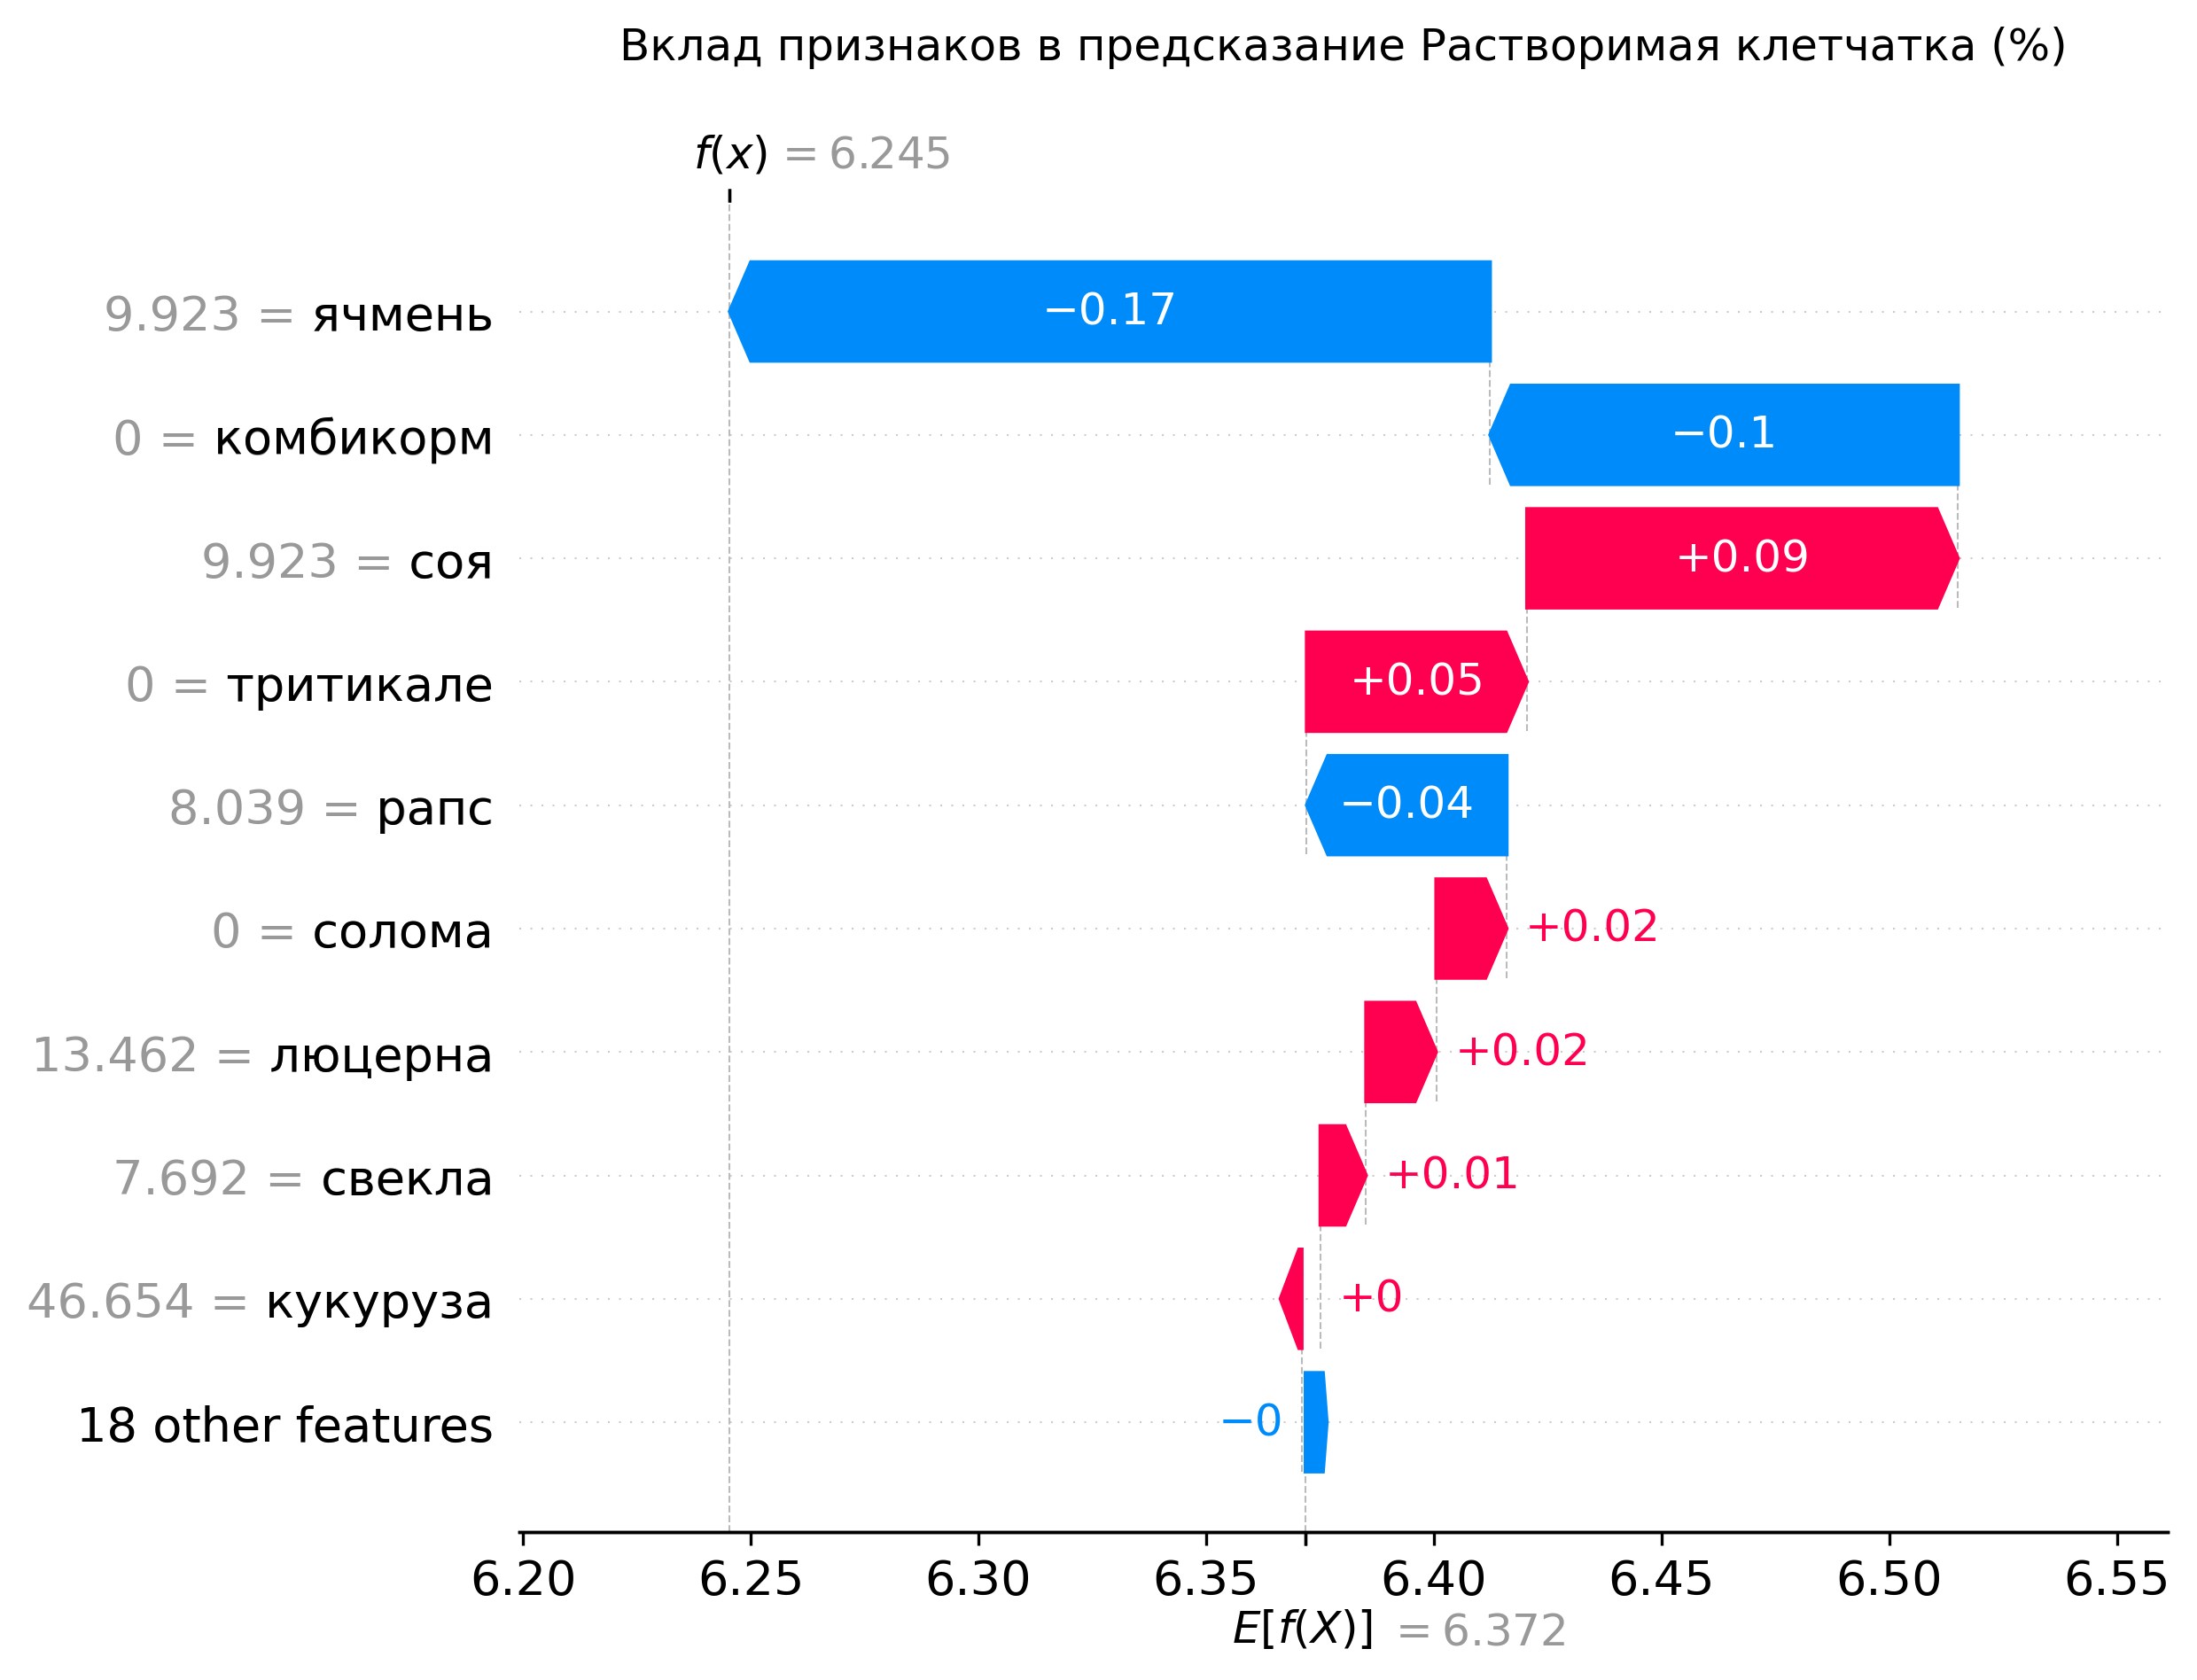 Вклад признаков в предсказание Растворимая клетчатка (%)
f(x) = 6.245
9.923 = ячмень
−0.17
0 = комбикорм
−0.1
9.923 = соя
+0.09
0 = тритикале
+0.05
8.039 = рапс
−0.04
0 = солома
+0.02
13.462 = люцерна
+0.02
7.692 = свекла
+0.01
46.654 = кукуруза
+0
18 other features
−0
6.20 6.25 6.30 6.35 6.40 6.45 6.50 6.55
E[f(X)] = 6.372